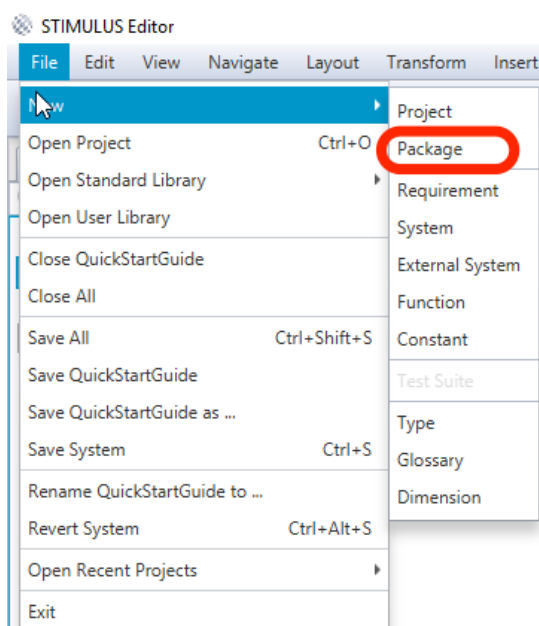 STIMULUS Editor
File Edit View Navigate Layout Transform Insert
New
Open Project Ctrl+O
Open Standard Library
Open User Library
Close QuickStartGuide
Close All
Save All Ctrl+Shift+S
Save QuickStartGuide
Save QuickStartGuide as ...
Save System Ctrl+S
Rename QuickStartGuide to ...
Revert System Ctrl+Alt+S
Open Recent Projects
Exit
Project
Package
Requirement
System
External System
Function
Constant
Test Suite
Type
Glossary
Dimension